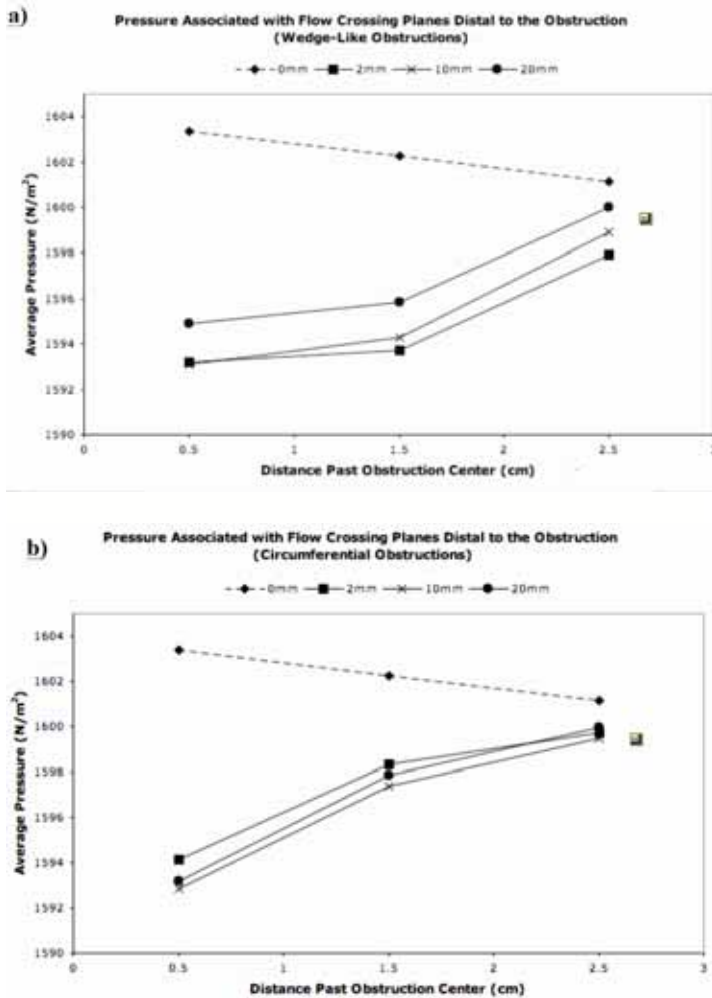 a)
Pressure Associated with Flow Crossing Planes Distal to the Obstruction
(Wedge-Like Obstructions)
0mm 2mm 10mm 20mm
1604
1602
1600
1598
1596
1594
1592
1590
Average Pressure (N/m²)
0 0.5 1 1.5 2 2.5
Distance Past Obstruction Center (cm)
b)
Pressure Associated with Flow Crossing Planes Distal to the Obstruction
(Circumferential Obstructions)
0mm 2mm 10mm 20mm
1604
1602
1600
1598
1596
1594
1592
1590
Average Pressure (N/m²)
0 0.5 1 1.5 2 2.5 3
Distance Past Obstruction Center (cm)